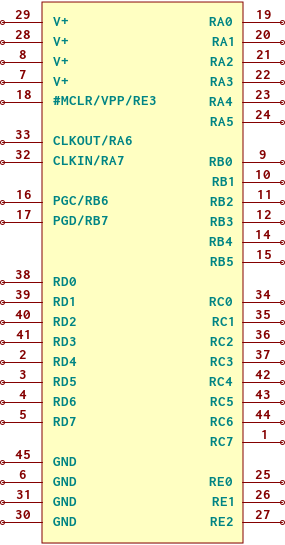 29 V+ RA0 19
28 V+ RA1 20
8 V+ RA2 21
7 V+ RA3 22
18 #MCLR/VPP/RE3 RA4 23
RA5 24
33 CLKOUT/RA6
32 CLKIN/RA7 RB0 9
RB1 10
16 PGC/RB6 RB2 11
17 PGD/RB7 RB3 12
RB4 14
RB5 15
38 RD0
39 RD1 RC0 34
40 RD2 RC1 35
41 RD3 RC2 36
2 RD4 RC3 37
3 RD5 RC4 42
4 RD6 RC5 43
5 RD7 RC6 44
RC7 1
45 GND
6 GND RE0 25
31 GND RE1 26
30 GND RE2 27